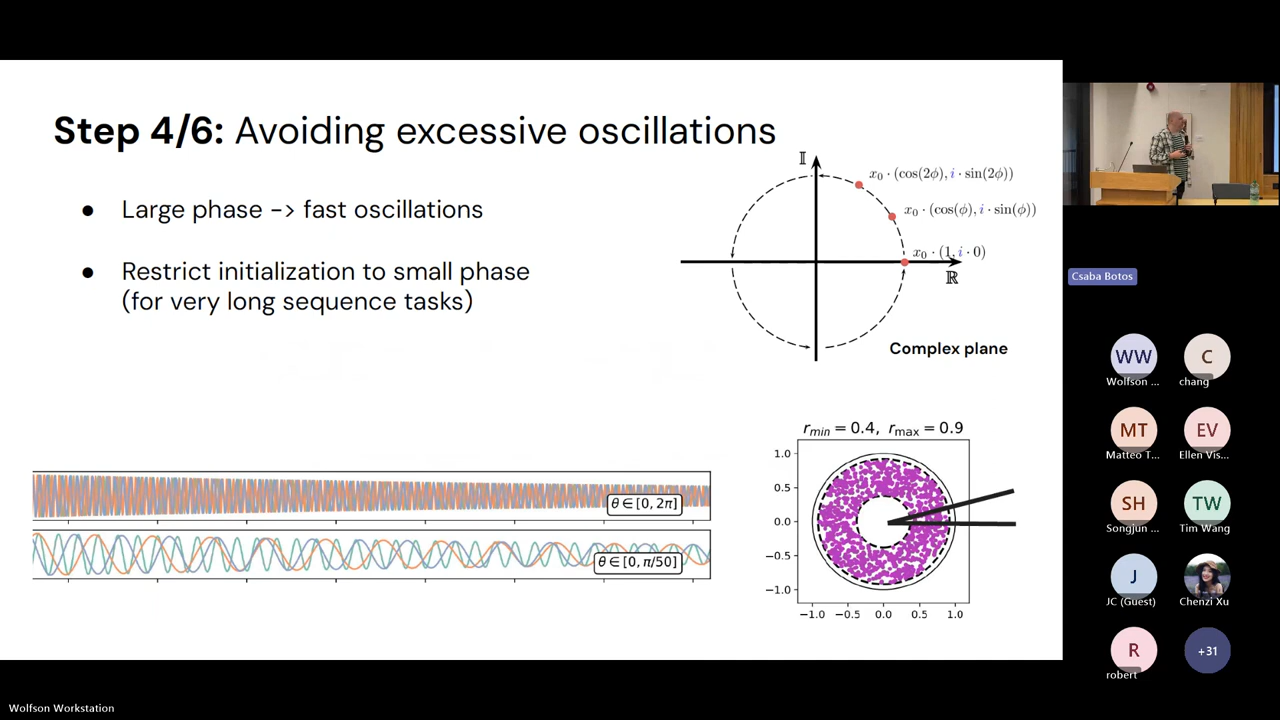 Step 4/6: Avoiding excessive oscillations
● Large phase -> fast oscillations
● Restrict initialization to small phase
(for very long sequence tasks)
𝕀
x₀ · (cos(2ϕ), i · sin(2ϕ))
x₀ · (cos(ϕ), i · sin(ϕ))
x₀ · (1, i · 0)
ℝ
Complex plane
θ ∈ [0, 2π]
θ ∈ [0, π/50]
r_min = 0.4, r_max = 0.9
1.0
0.5
0.0
−0.5
−1.0
−1.0 −0.5 0.0 0.5 1.0
Csaba Botos
WW
C
Wolfson ...
chang
MT
EV
Matteo T...
Ellen Vis...
SH
TW
Songjun ...
Tim Wang
J
JC (Guest)
Chenzi Xu
R
+31
robert
Wolfson Workstation